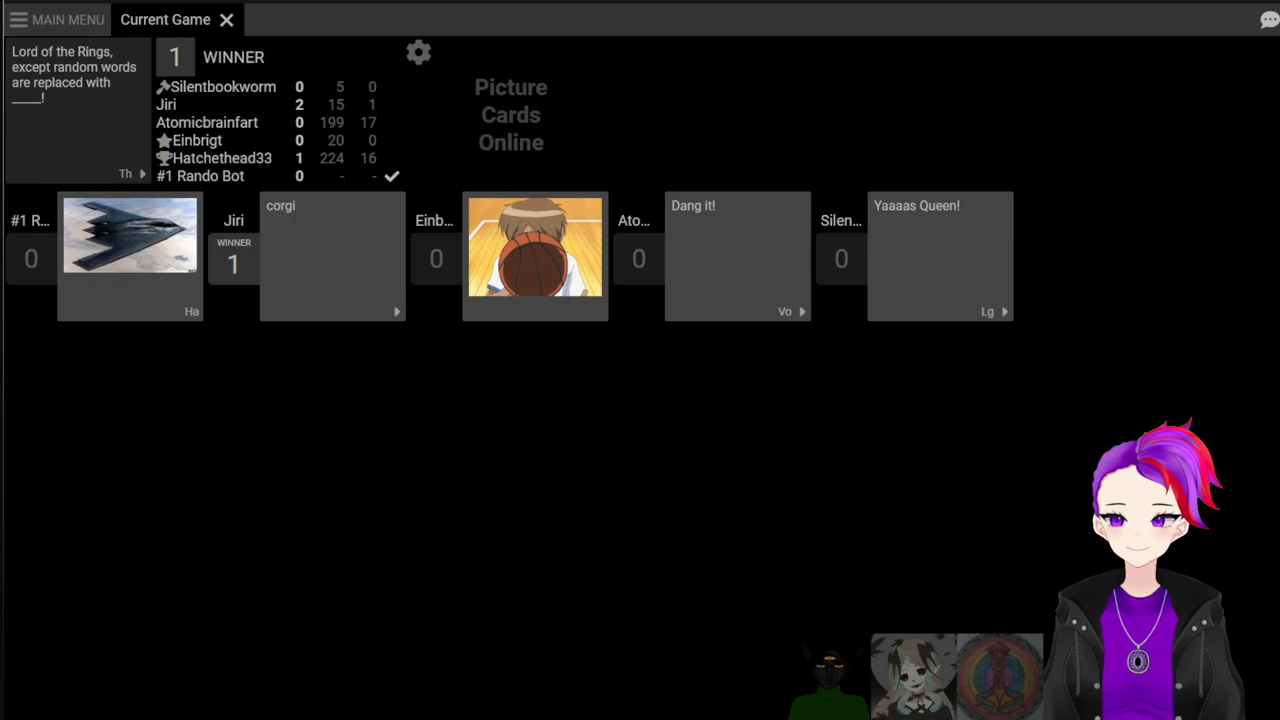 MAIN MENU
Current Game
Lord of the Rings,
except random words
are replaced with
_____!
Th
1 WINNER
Silentbookworm 0 5 0
Jiri 2 15 1
Atomicbrainfart 0 199 17
Einbrigt 0 20 0
Hatchethead33 1 224 16
#1 Rando Bot 0 - -
Picture
Cards
Online
#1 R...
0
Ha
Jiri
WINNER
1
corgi
Einb...
0
Ato...
0
Dang it!
Vo
Silen...
0
Yaaaas Queen!
Lg